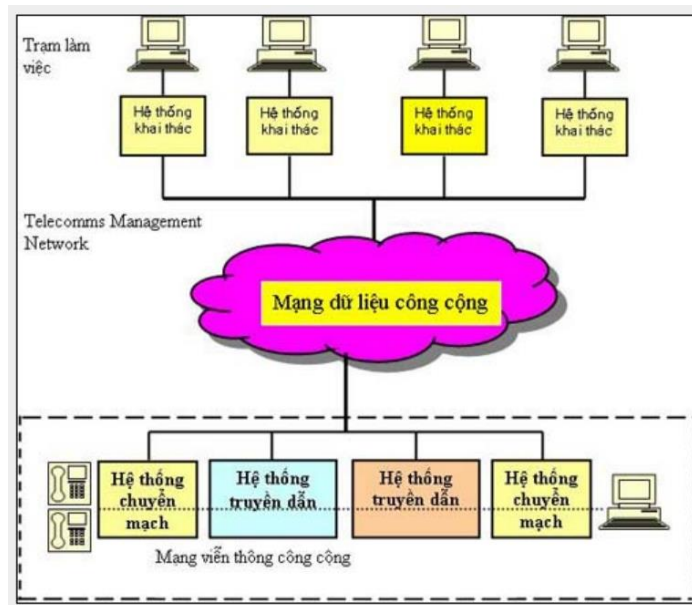 Trạm làm
việc
Hệ thống
khai thác
Hệ thống
khai thác
Hệ thống
khai thác
Hệ thống
khai thác
Telecomms Management
Network
Mạng dữ liệu công cộng
Hệ thống
chuyển
mạch
Hệ thống
truyền dẫn
Hệ thống
truyền dẫn
Hệ thống
chuyển
mạch
Mạng viễn thông công cộng